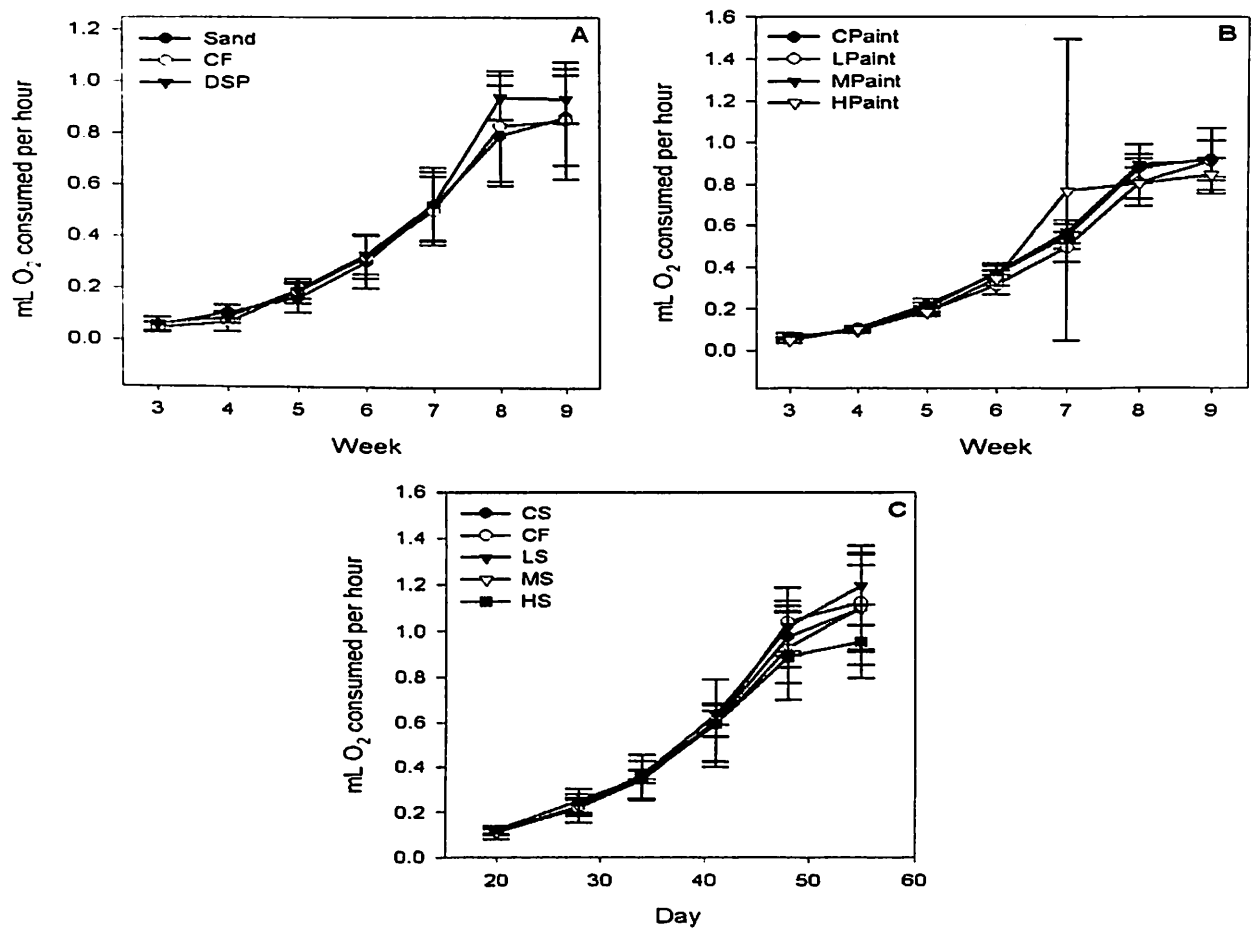 A
Sand
CF
DSP
1.2
1.0
0.8
0.6
0.4
0.2
0.0
mL O2 consumed per hour
3 4 5 6 7 8 9
Week
B
CPaint
LPaint
MPaint
HPaint
1.6
1.4
1.2
1.0
0.8
0.6
0.4
0.2
0.0
mL O2 consumed per hour
3 4 5 6 7 8 9
Week
C
CS
CF
LS
MS
HS
1.6
1.4
1.2
1.0
0.8
0.6
0.4
0.2
0.0
mL O2 consumed per hour
20 30 40 50 60
Day